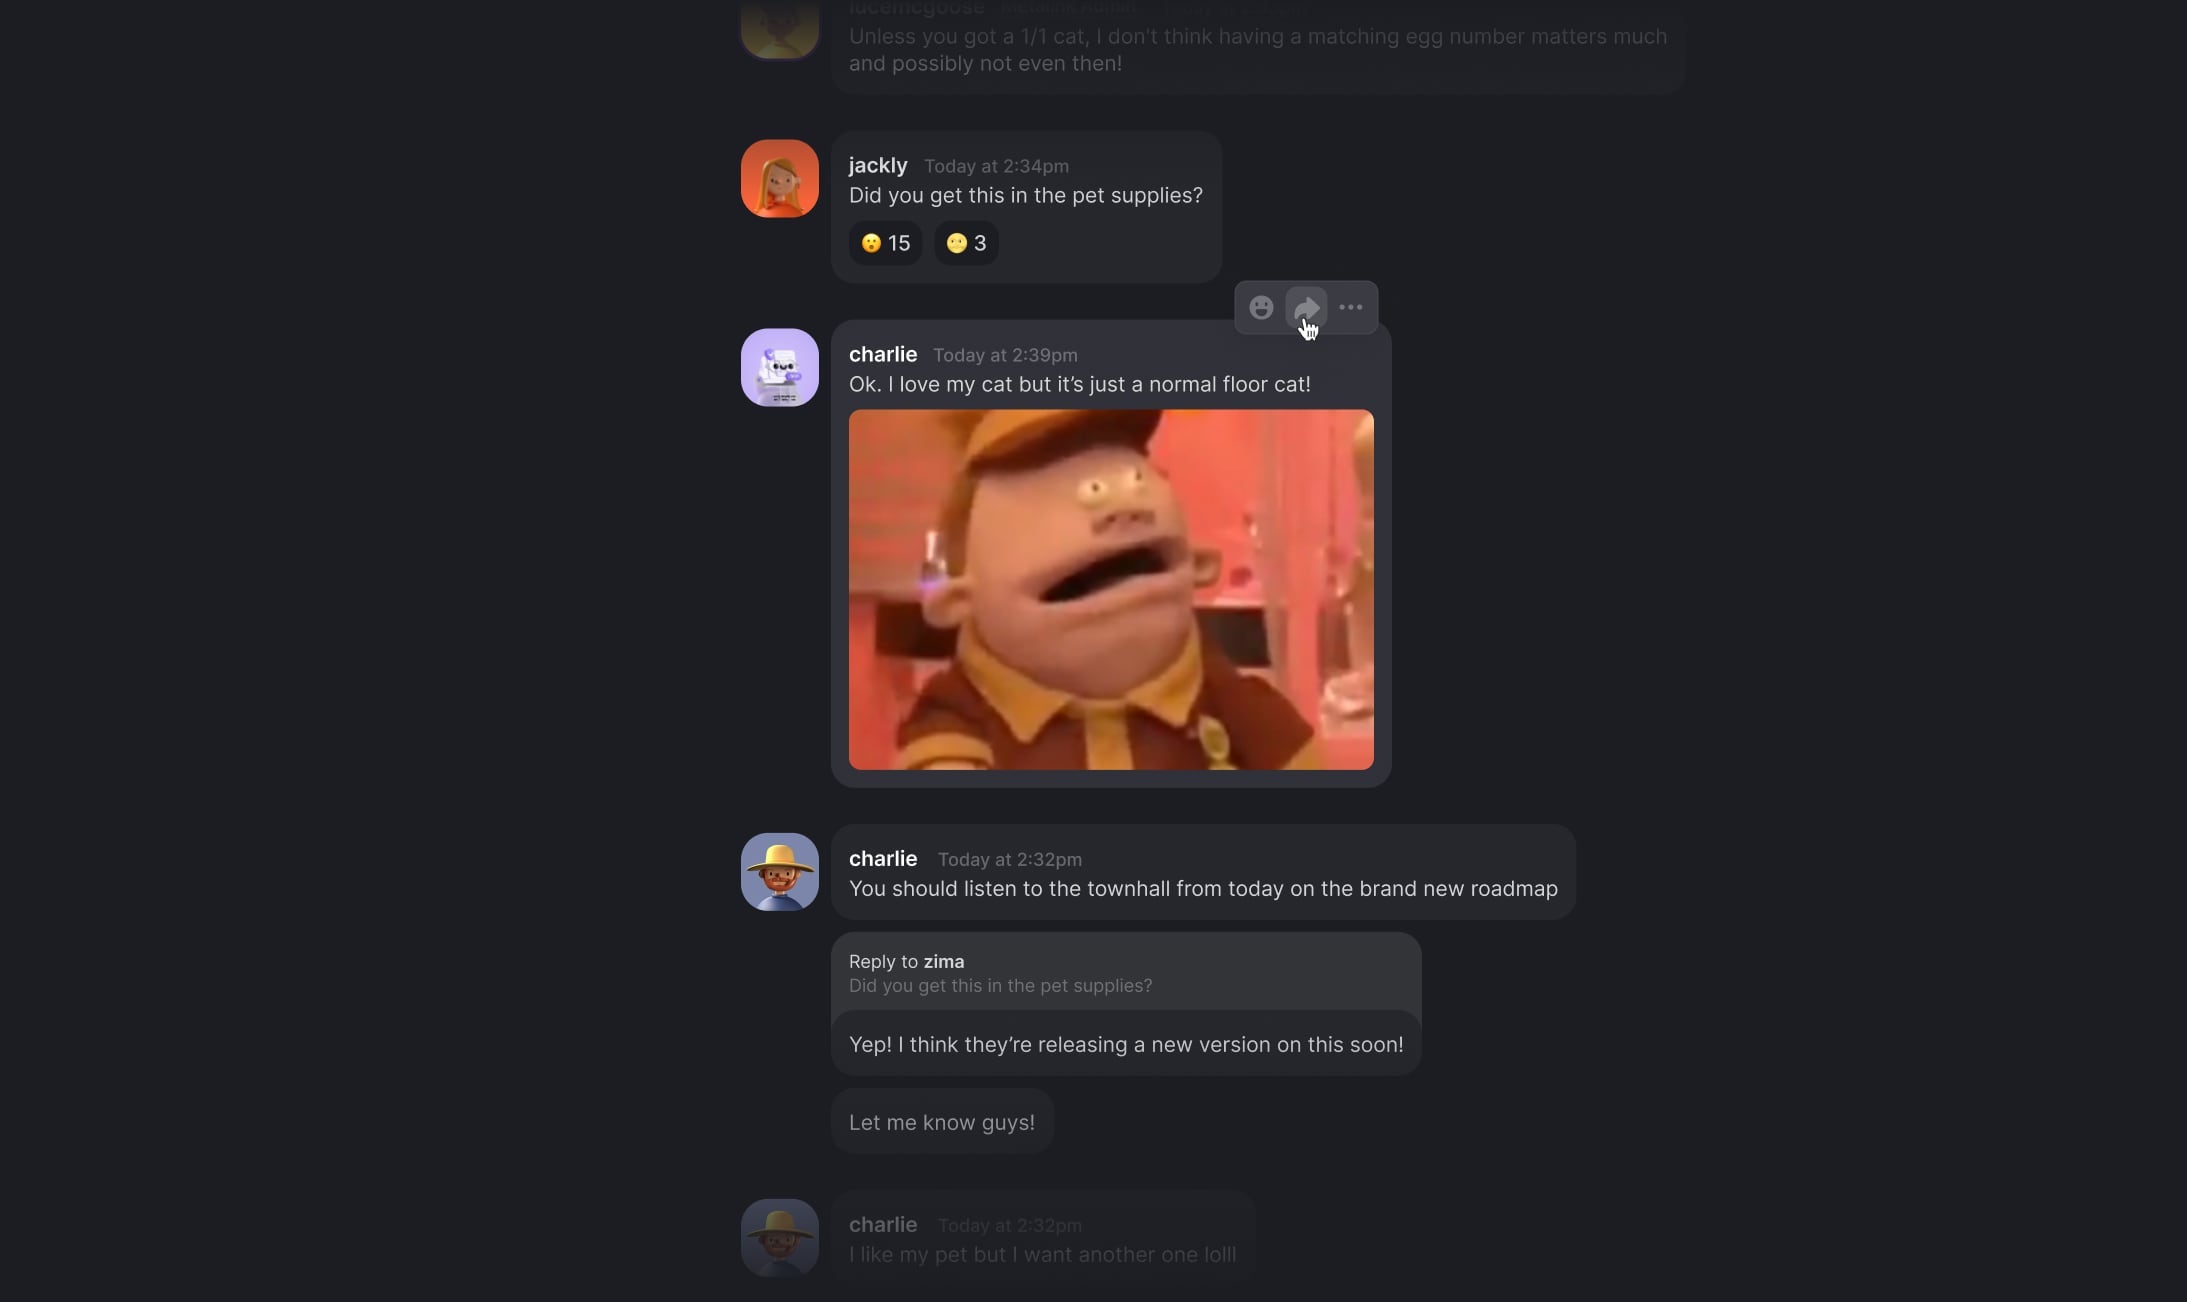 lucemcgoose Metalink Admin
Unless you got a 1/1 cat, I don't think having a matching egg number matters much
and possibly not even then!
jackly Today at 2:34pm
Did you get this in the pet supplies?
15 3
charlie Today at 2:39pm
Ok. I love my cat but it’s just a normal floor cat!
charlie Today at 2:32pm
You should listen to the townhall from today on the brand new roadmap
Reply to zima
Did you get this in the pet supplies?
Yep! I think they’re releasing a new version on this soon!
Let me know guys!
charlie Today at 2:32pm
I like my pet but I want another one lolll